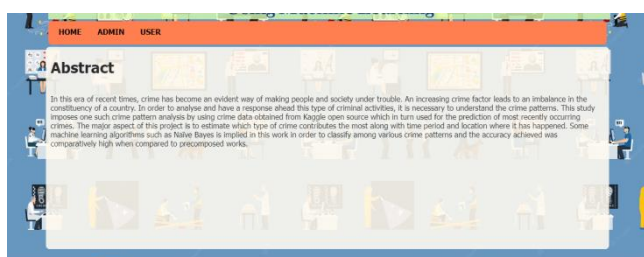 Using Machine Learning
HOME ADMIN USER
Abstract
In this era of recent times, crime has become an evident way of making people and society under trouble. An increasing crime factor leads to an imbalance in the
constituency of a country. In order to analyse and have a response ahead this type of criminal activities, it is necessary to understand the crime patterns. This study
imposes one such crime pattern analysis by using crime data obtained from Kaggle open source which in turn used for the prediction of most recently occurring
crimes. The major aspect of this project is to estimate which type of crime contributes the most along with time period and location where it has happened. Some
machine learning algorithms such as Naïve Bayes is implied in this work in order to classify among various crime patterns and the accuracy achieved was
comparatively high when compared to precomposed works.